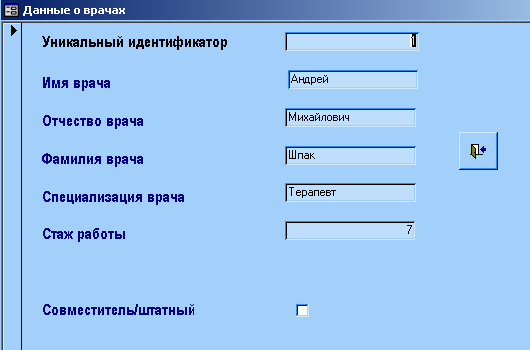 Данные о врачах
Уникальный идентификатор 1
Имя врача Андрей
Отчество врача Михайлович
Фамилия врача Шпак
Специализация врача Терапевт
Стаж работы 7
Совместитель/штатный